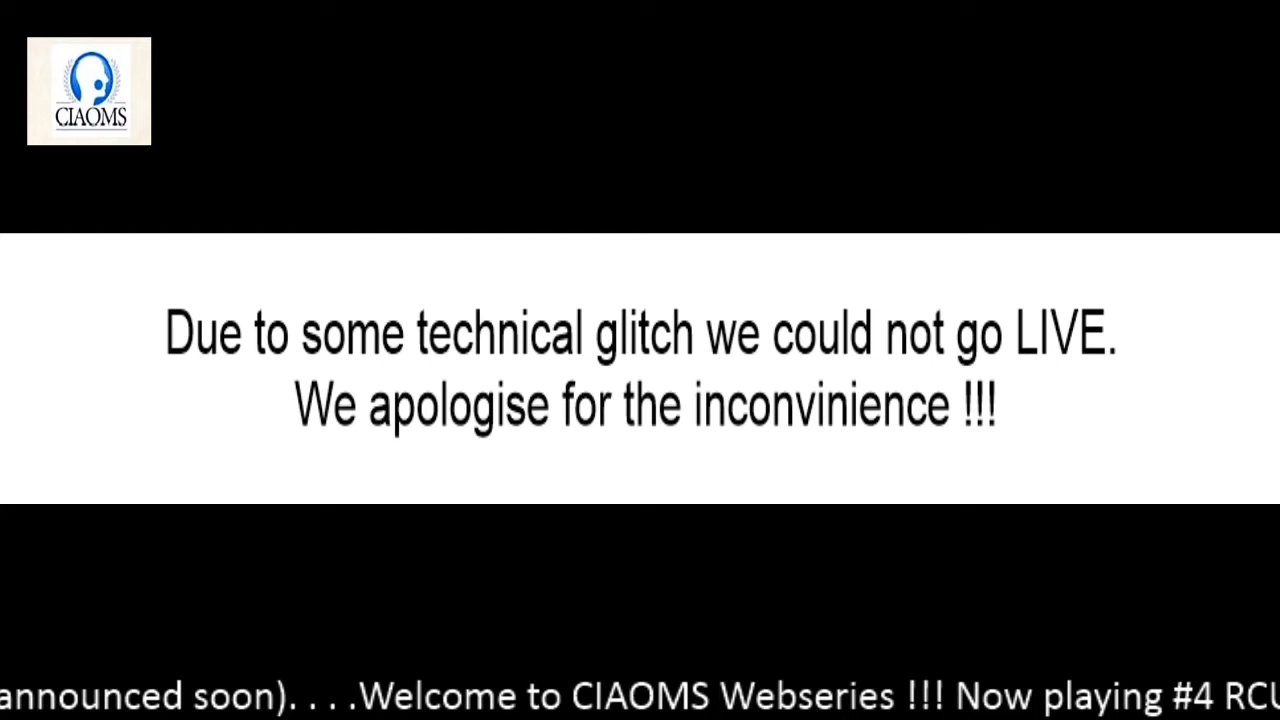 CIAOMS
Due to some technical glitch we could not go LIVE.
We apologise for the inconvinience !!!
announced soon). . . .Welcome to CIAOMS Webseries !!! Now playing #4 RCU